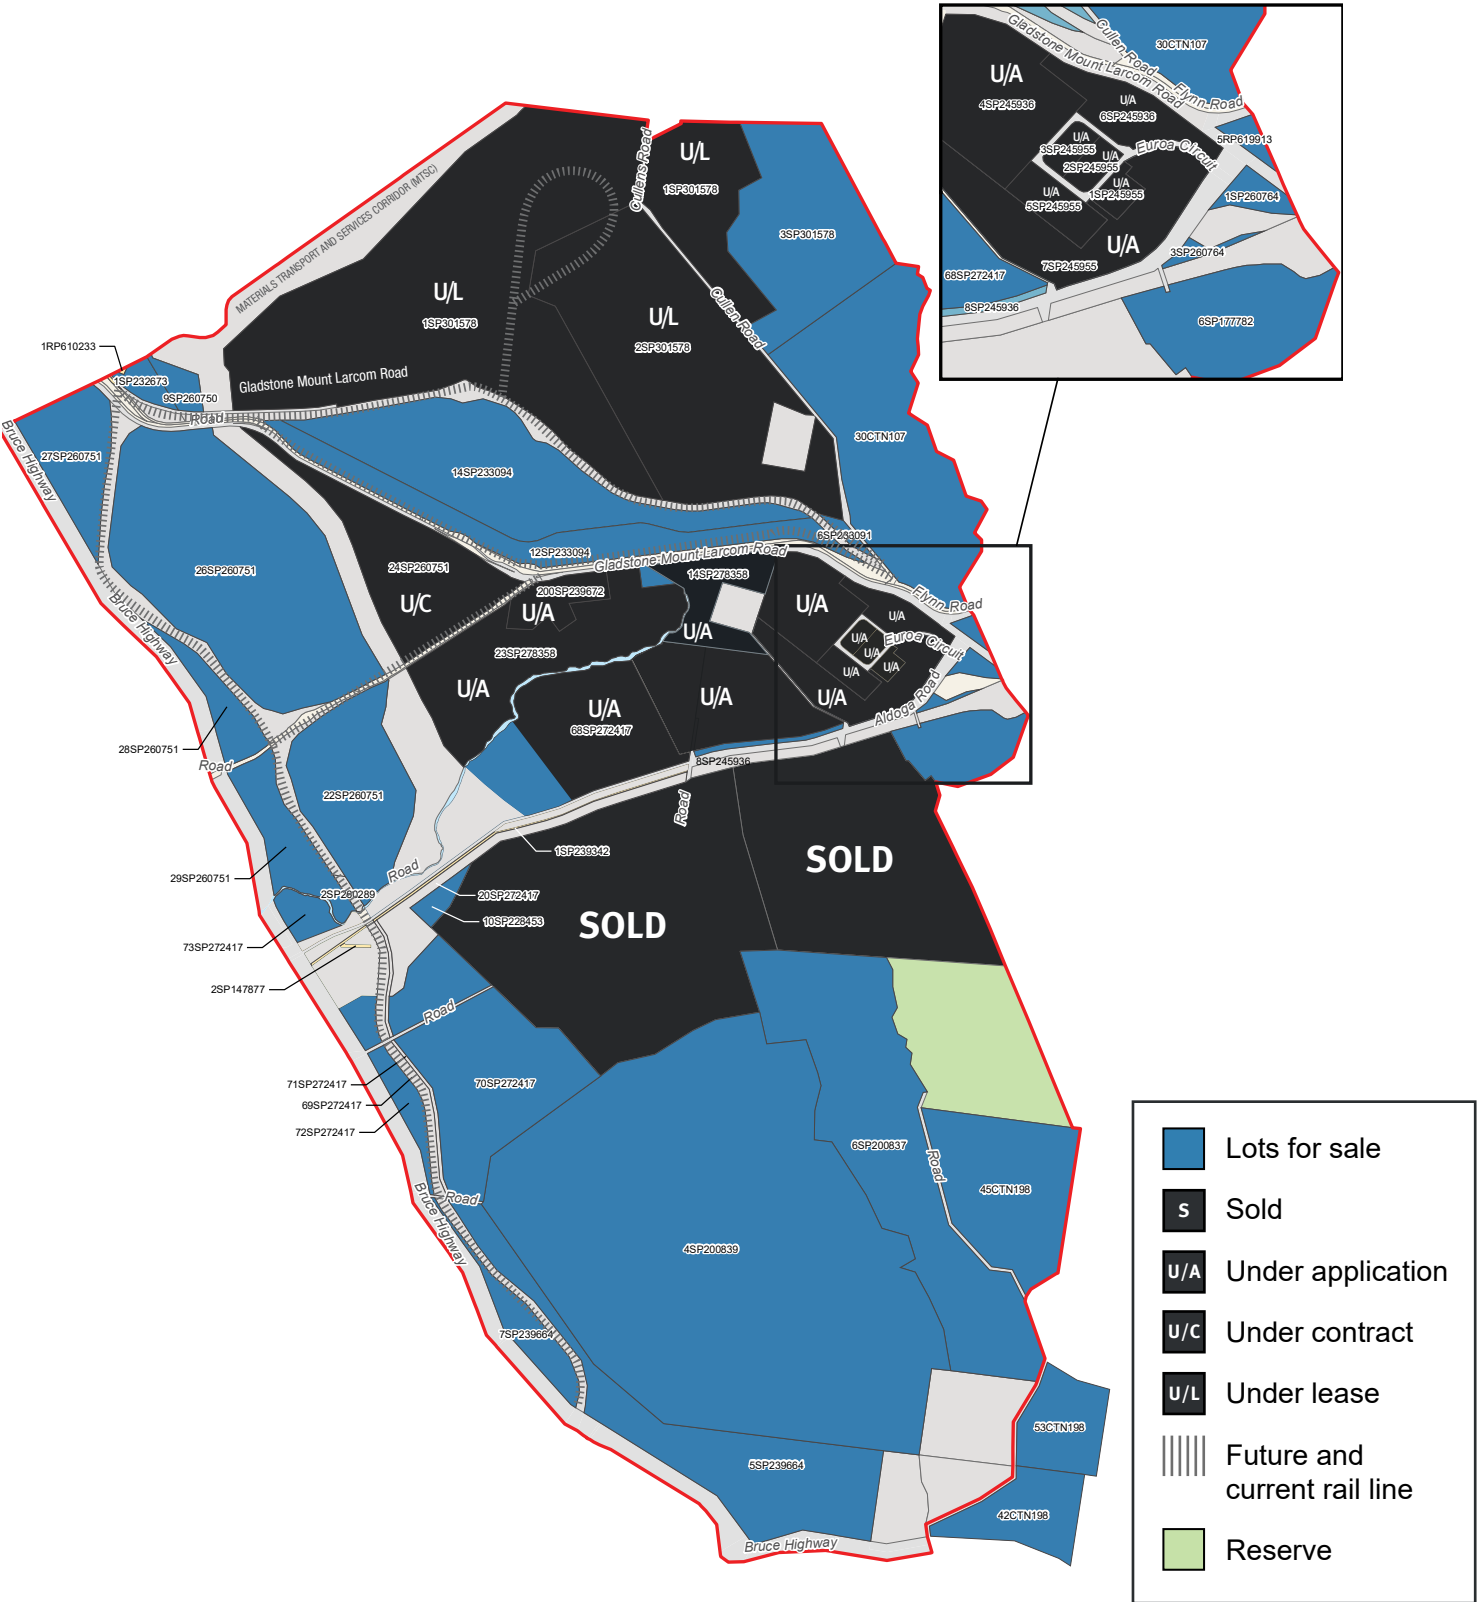 30CTN107
Cullen Road
Gladstone Mount Larcom Road
Flynn Road
U/A
4SP245936
U/A
6SP245936
5RP619913
U/A
3SP245955
U/A
2SP245955
Euroa Circuit
U/A
1SP245955
U/A
5SP245955
1SP260764
U/A
7SP245955
3SP260764
68SP272417
8SP245936
6SP177782
MATERIALS TRANSPORT AND SERVICES CORRIDOR (MTSC)
Cullens Road
U/L
1SP301578
3SP301578
U/L
1SP301578
U/L
2SP301578
Cullen Road
1RP610233
1SP232673
9SP260750
Gladstone Mount Larcom Road
Road
Bruce Highway
27SP260751
14SP233094
30CTN107
26SP260751
24SP260751
U/C
12SP233094
6SP233091
Gladstone Mount Larcom Road
14SP278358
200SP239672
U/A
U/A
U/A
Flynn Road
U/A
U/A
Euroa Circuit
U/A
U/A
U/A
U/A
Aldoga Road
Bruce Highway
23SP278358
U/A
U/A
68SP272417
U/A
28SP260751
Road
8SP245936
22SP260751
Road
1SP239342
SOLD
29SP260751
2SP260289
Road
20SP272417
10SP228453
SOLD
73SP272417
2SP147877
Road
71SP272417
69SP272417
72SP272417
70SP272417
6SP200837
Road
45CTN198
Bruce Highway
Road
4SP200839
7SP239664
53CTN198
5SP239664
42CTN198
Bruce Highway
Lots for sale
S
Sold
U/A
Under application
U/C
Under contract
U/L
Under lease
Future and
current rail line
Reserve